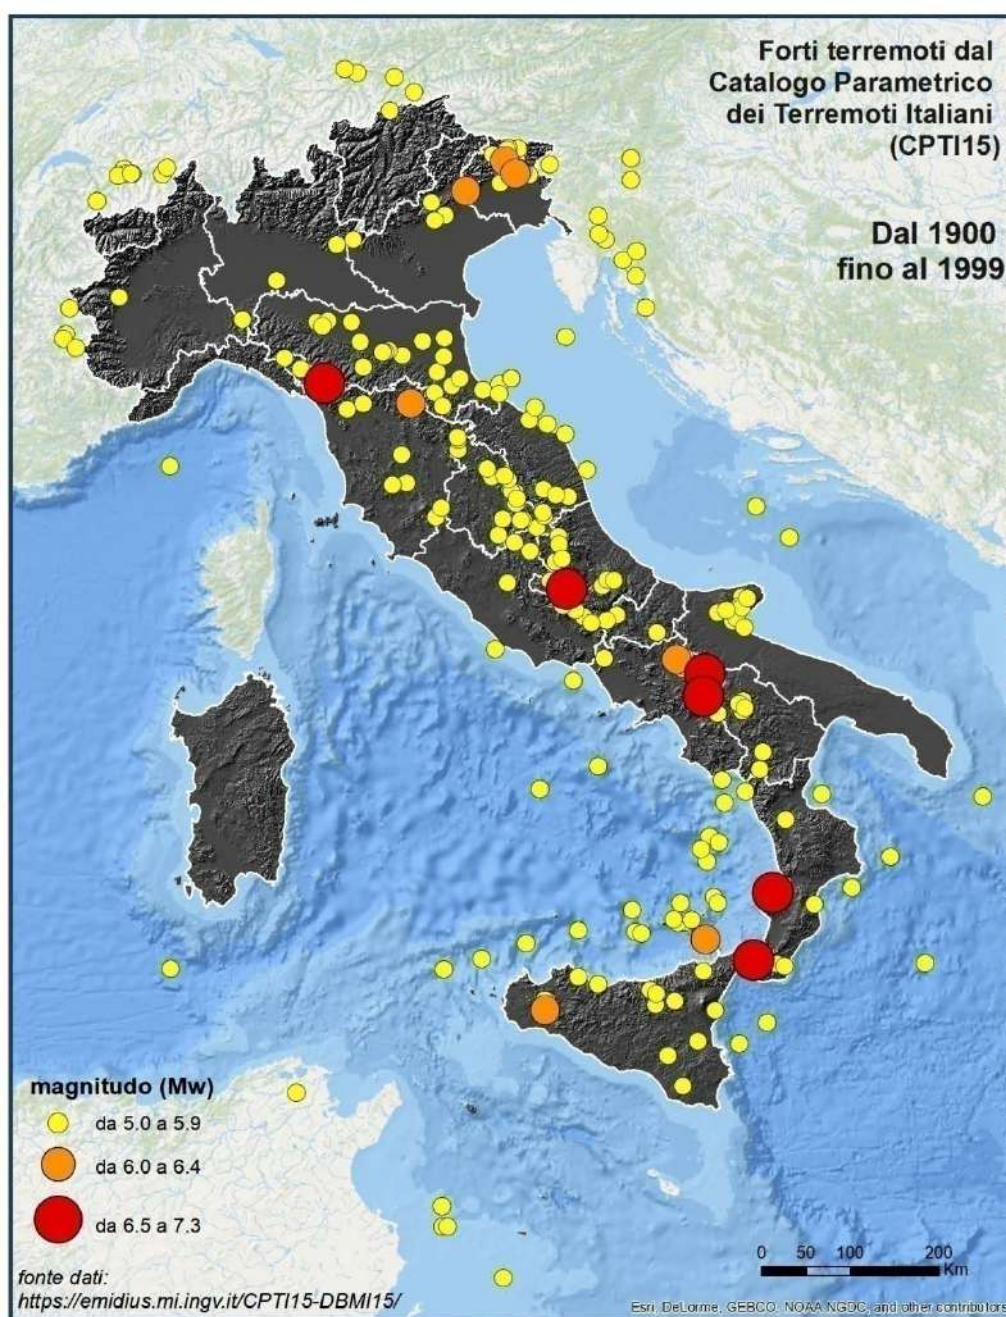 Forti terremoti dal
Catalogo Parametrico
dei Terremoti Italiani
(CPTI15)
Dal 1900
fino al 1999
magnitudo (Mw)
da 5.0 a 5.9
da 6.0 a 6.4
da 6.5 a 7.3
fonte dati:
https://emidius.mi.ingv.it/CPTI15-DBMI15/
0 50 100 200
Km
Esri, DeLorme, GEBCO, NOAA NGDC, and other contributors